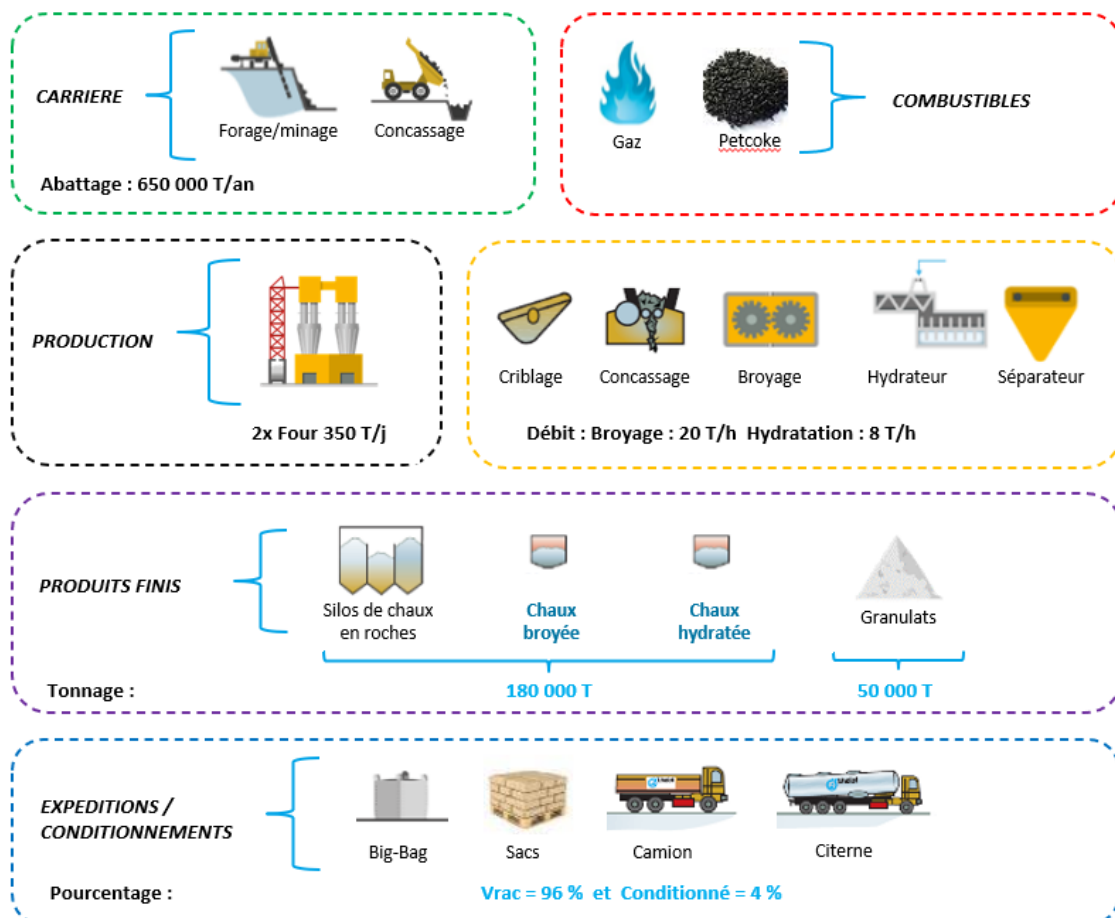 CARRIERE
Forage/minage
Concassage
Abattage : 650 000 T/an
Gaz
Petcoke
COMBUSTIBLES
PRODUCTION
2x Four 350 T/j
Criblage
Concassage
Broyage
Hydrateur
Séparateur
Débit : Broyage : 20 T/h Hydratation : 8 T/h
PRODUITS FINIS
Silos de chaux
en roches
Chaux
broyée
Chaux
hydratée
Granulats
Tonnage :
180 000 T
50 000 T
EXPEDITIONS /
CONDITIONNEMENTS
Big-Bag
Sacs
Camion
Citerne
Pourcentage :
Vrac = 96 % et Conditionné = 4 %